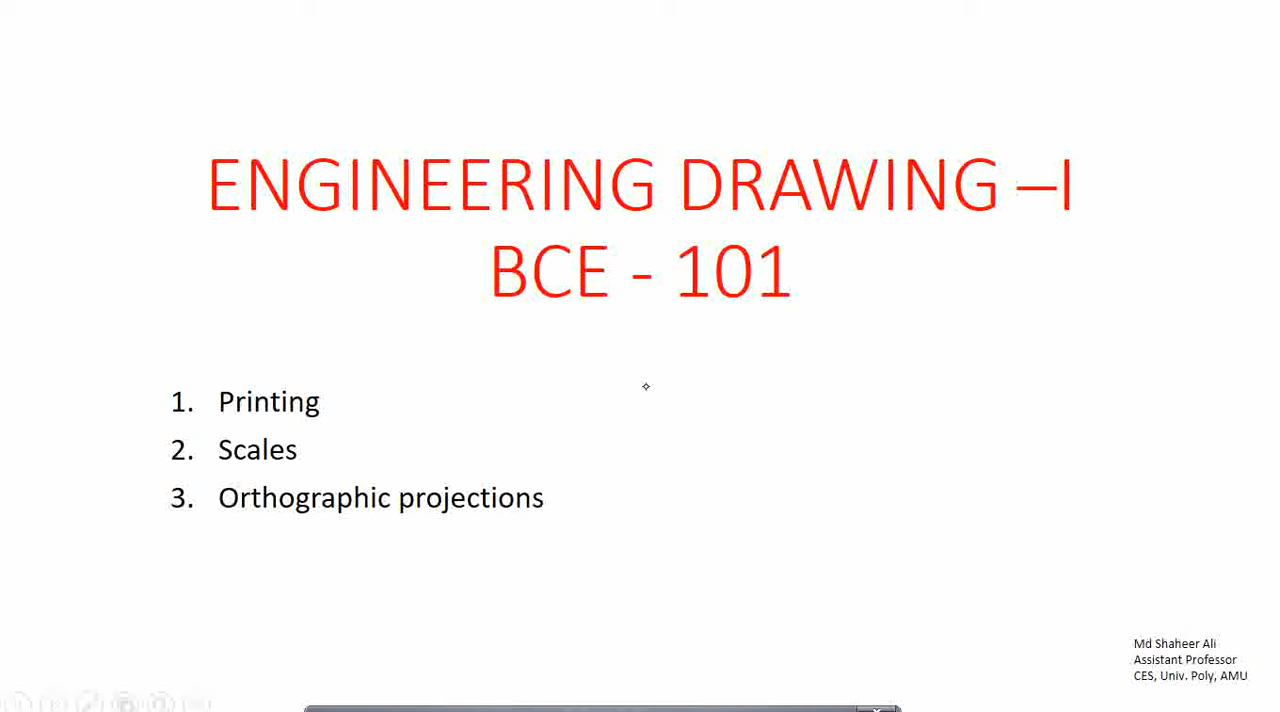 ENGINEERING DRAWING –I
BCE - 101
1. Printing
2. Scales
3. Orthographic projections
Md Shaheer Ali
Assistant Professor
CES, Univ. Poly, AMU